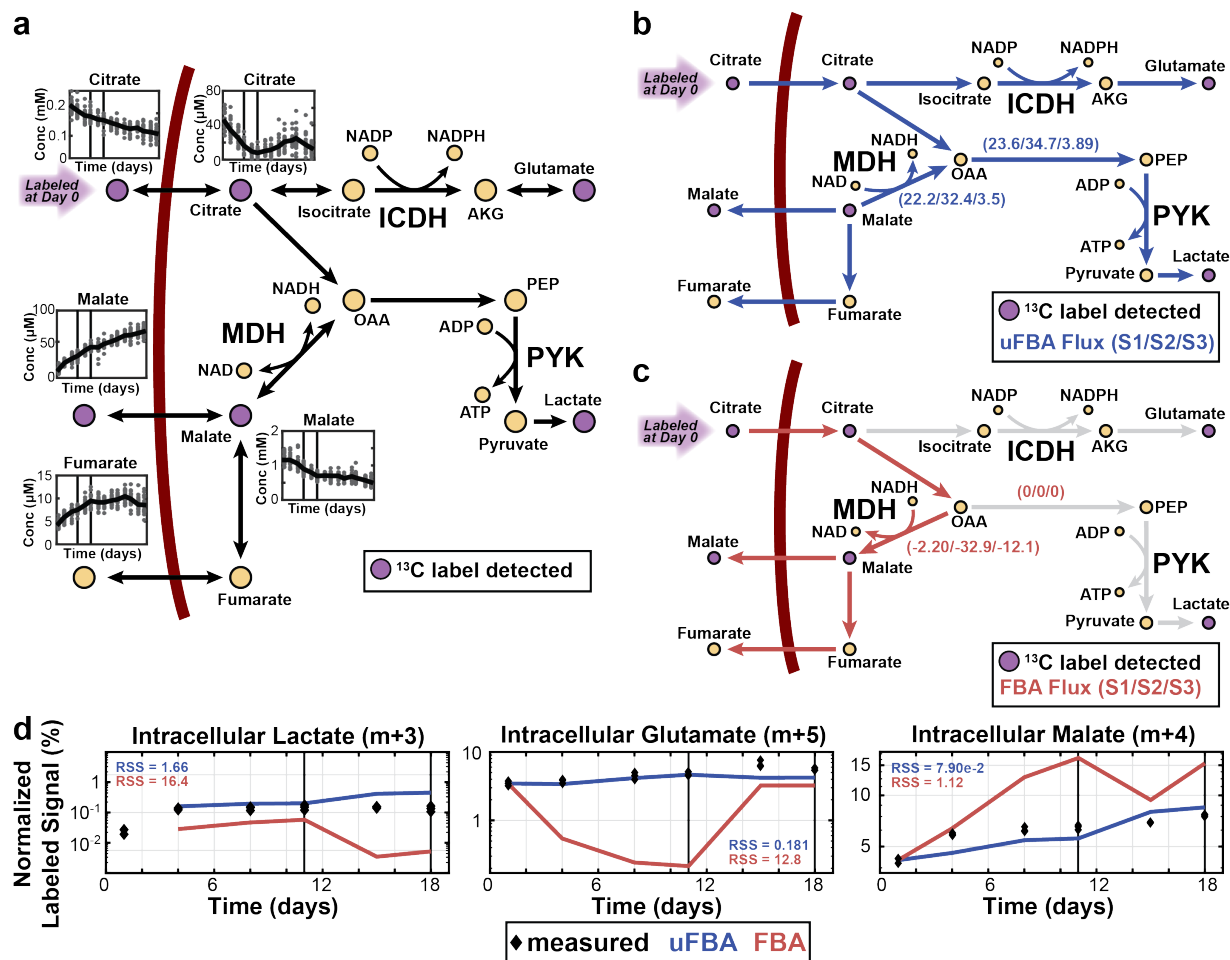 a
Citrate
0.2
0.1
0
Conc (mM)
Time (days)
Citrate
80
40
0
Conc (µM)
Time (days)
NADP
NADPH
Labeled
at Day 0
Citrate
Isocitrate
ICDH
AKG
Glutamate
Malate
100
50
0
Conc (µM)
Time (days)
NADH
MDH
NAD
OAA
PEP
ADP
PYK
ATP
Pyruvate
Lactate
Malate
Malate
2
1
0
Conc (mM)
Time (days)
Fumarate
15
10
5
0
Conc (µM)
Time (days)
Fumarate
¹³C label detected
b
Labeled
at Day 0
Citrate
Citrate
NADP
NADPH
Isocitrate
ICDH
AKG
Glutamate
NADH
MDH
NAD
OAA
(23.6/34.7/3.89)
PEP
(22.2/32.4/3.5)
Malate
Malate
ADP
PYK
ATP
Pyruvate
Lactate
Fumarate
Fumarate
¹³C label detected
uFBA Flux (S1/S2/S3)
c
Labeled
at Day 0
Citrate
Citrate
NADP
NADPH
Isocitrate
ICDH
AKG
Glutamate
NADH
MDH
NAD
OAA
(0/0/0)
PEP
(-2.20/-32.9/-12.1)
Malate
Malate
ADP
PYK
ATP
Pyruvate
Lactate
Fumarate
Fumarate
¹³C label detected
FBA Flux (S1/S2/S3)
d
Normalized
Labeled Signal (%)
Intracellular Lactate (m+3)
RSS = 1.66
RSS = 16.4
1
10⁻¹
10⁻²
0 6 12 18
Time (days)
Intracellular Glutamate (m+5)
10
1
RSS = 0.181
RSS = 12.8
0 6 12 18
Time (days)
Intracellular Malate (m+4)
RSS = 7.90e-2
RSS = 1.12
15
10
5
0 6 12 18
Time (days)
measured uFBA FBA